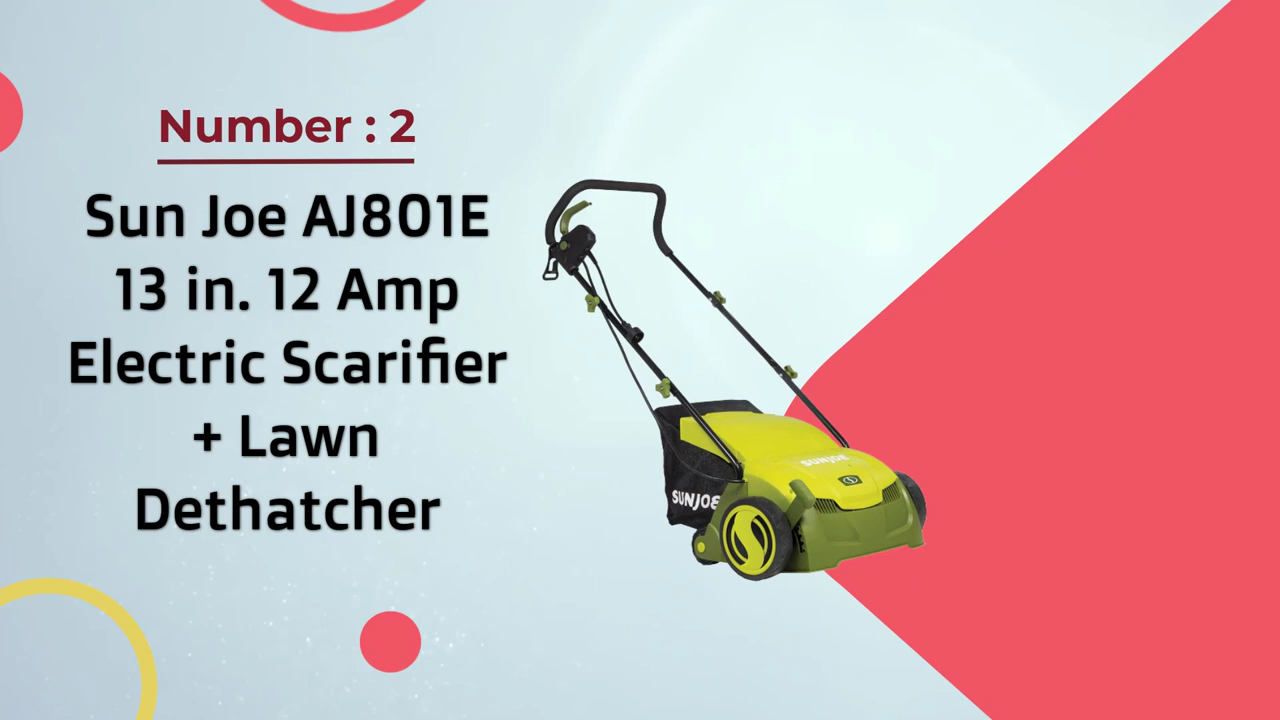 Number : 2
Sun Joe AJ801E
13 in. 12 Amp
Electric Scarifier
+ Lawn
Dethatcher
SUNJOE
SUNJOE